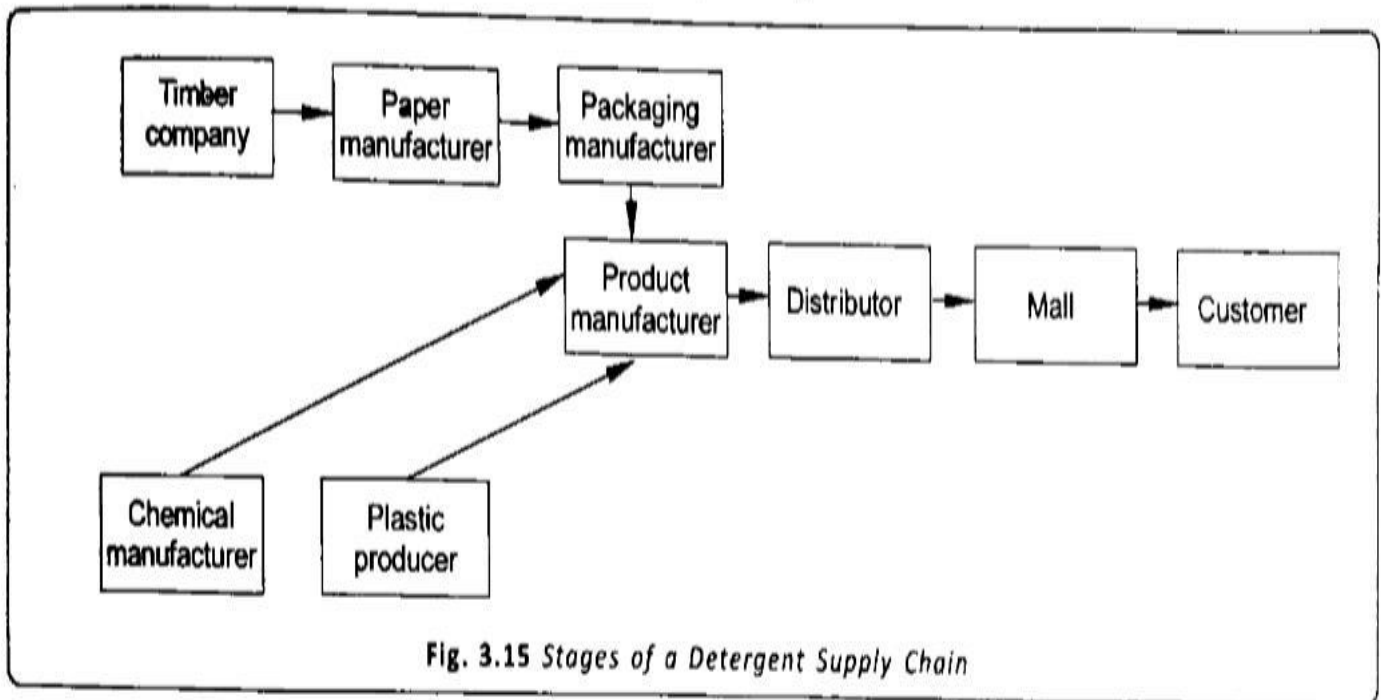 Timber
company
Paper
manufacturer
Packaging
manufacturer
Product
manufacturer
Distributor
Mall
Customer
Chemical
manufacturer
Plastic
producer
Fig. 3.15 Stages of a Detergent Supply Chain